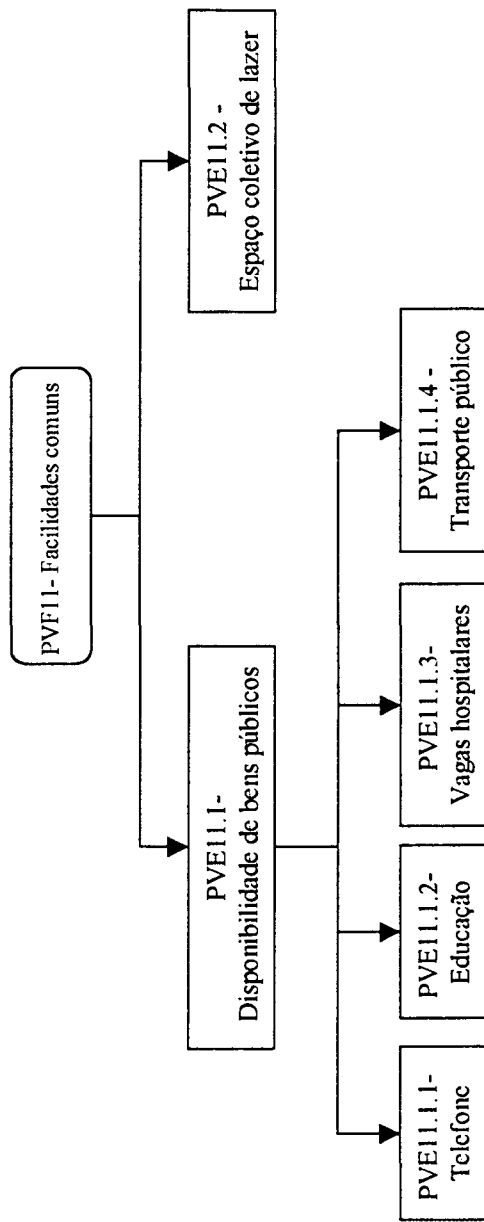 PVF11- Facilidades comuns
PVE11.1-
Disponibilidade de bens públicos
PVE11.2 -
Espaço coletivo de lazer
PVE11.1.1-
Telefone
PVE11.1.2-
Educação
PVE11.1.3-
Vagas hospitalares
PVE11.1.4 -
Transporte público